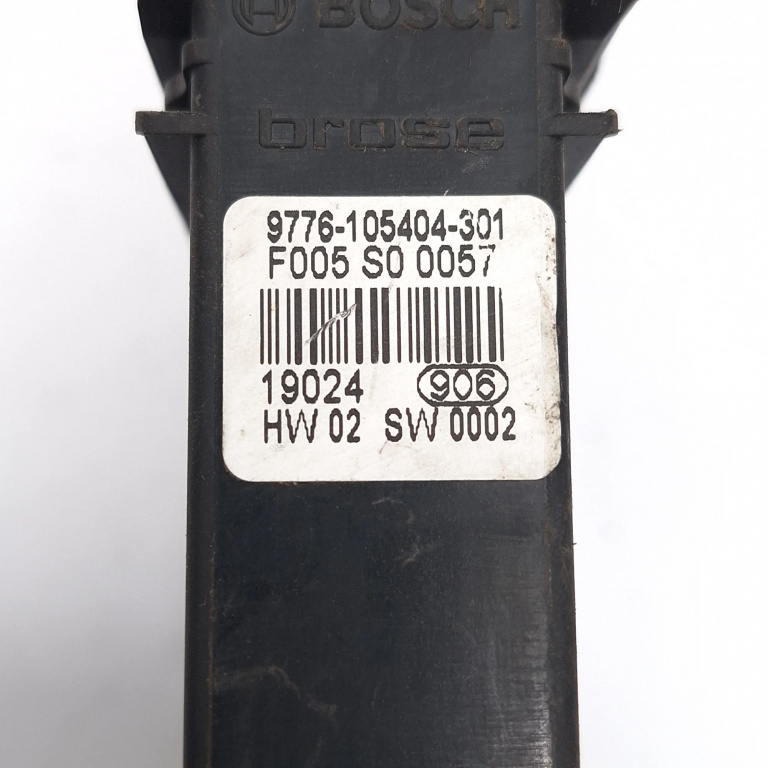 BOSCH
brose
9776-105404-301
F005 S0 0057
19024 906
HW 02 SW 0002